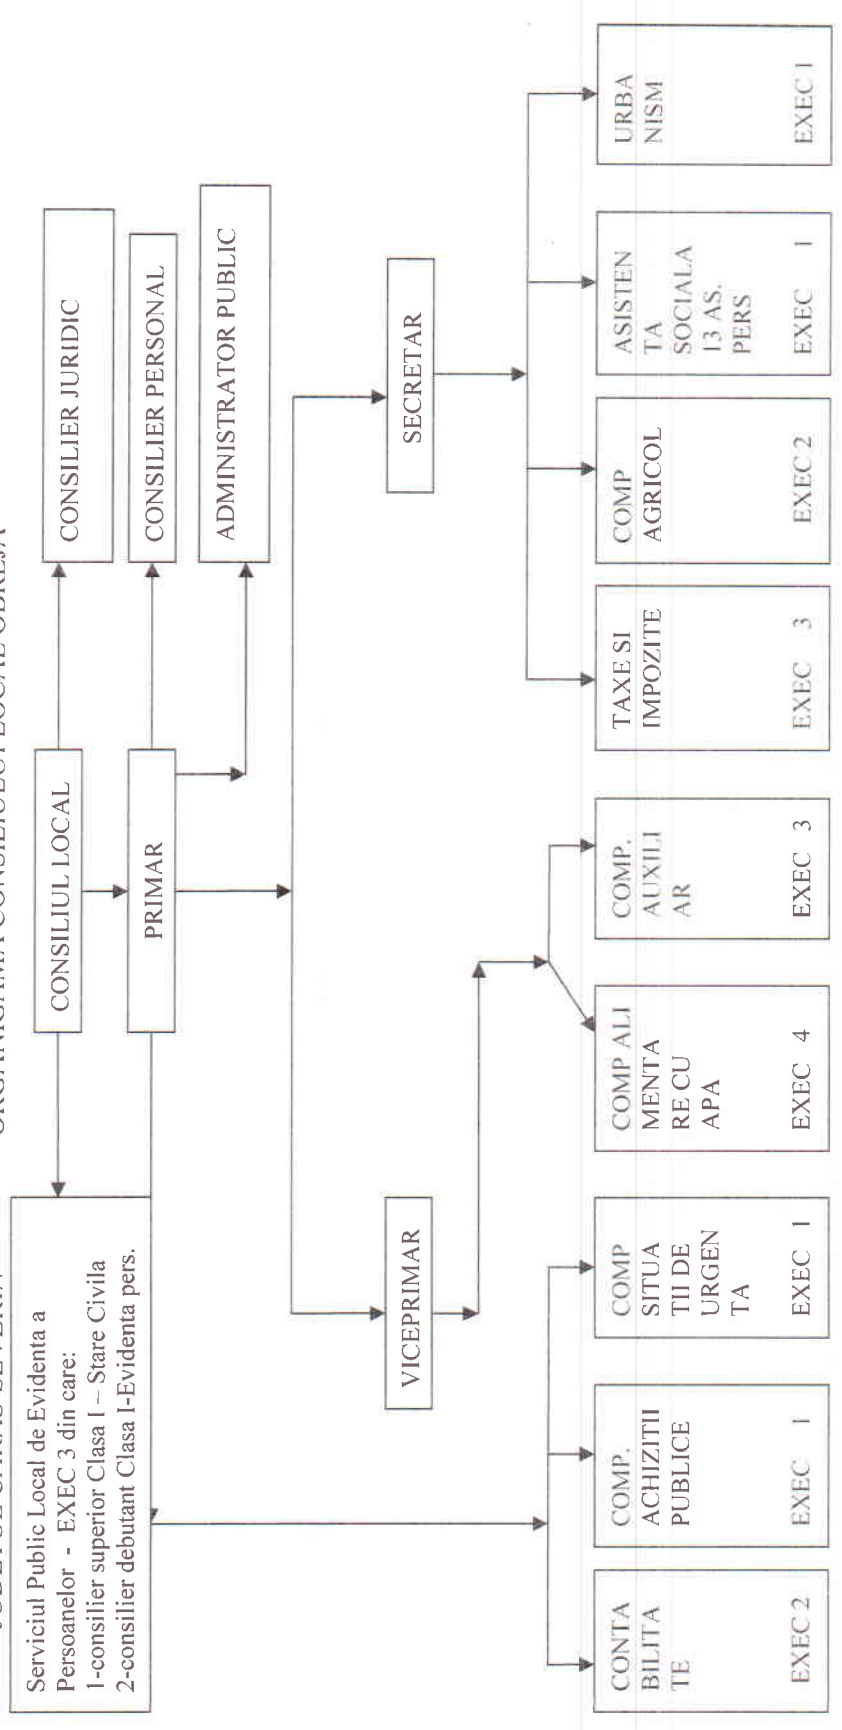 CONSILIUL LOCAL
CONSILIER JURIDIC
Serviciul Public Local de Evidenta a
Persoanelor - EXEC 3 din care:
1-consilier superior Clasa I – Stare Civila
2-consilier debutant Clasa I-Evidenta pers.
PRIMAR
CONSILIER PERSONAL
ADMINISTRATOR PUBLIC
VICEPRIMAR
SECRETAR
CONTA
BILITA
TE
EXEC 2
COMP.
ACHIZITII
PUBLICE
EXEC 1
COMP
SITUA
TII DE
URGEN
TA
EXEC 1
COMP ALI
MENTA
RE CU
APA
EXEC 4
COMP.
AUXILI
AR
EXEC 3
TAXE SI
IMPOZITE
EXEC 3
COMP
AGRICOL
EXEC 2
ASISTEN
TA
SOCIALA
13 AS.
PERS
EXEC 1
URBA
NISM
EXEC 1